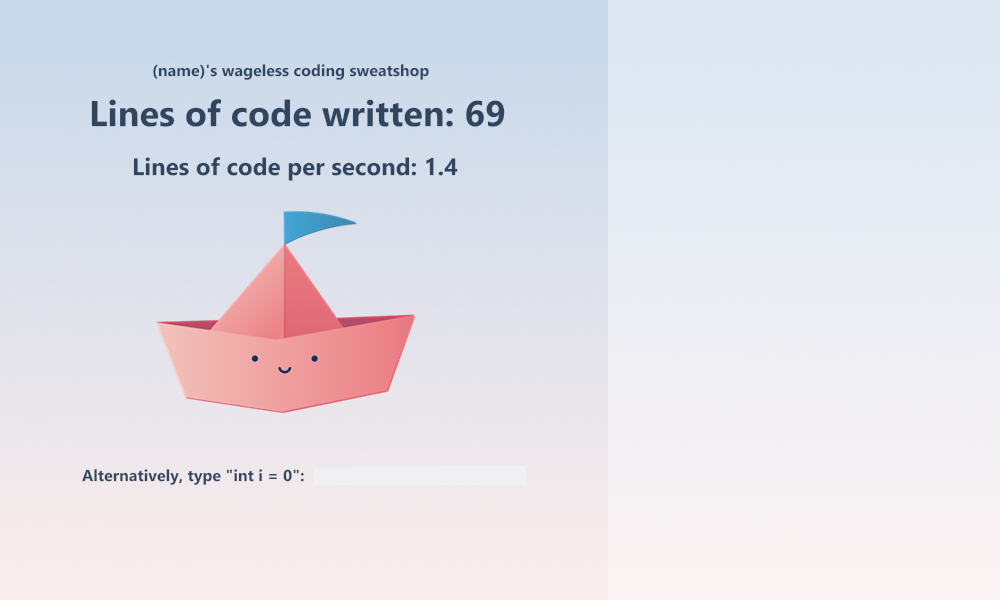 (name)'s wageless coding sweatshop
Lines of code written: 69
Lines of code per second: 1.4
Alternatively, type "int i = 0":